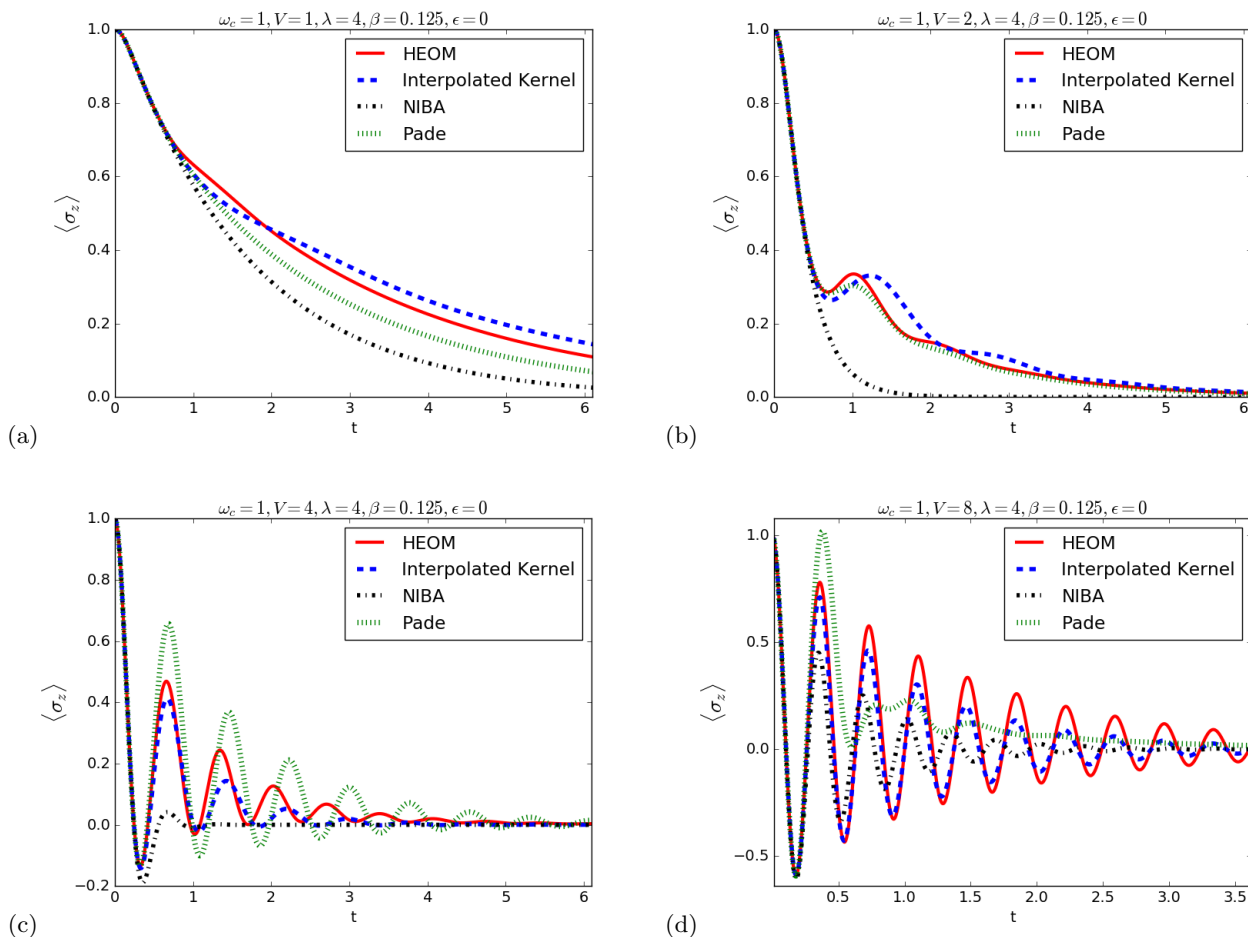 ω_c = 1, V = 1, λ = 4, β = 0.125, ϵ = 0
1.0
0.8
0.6
0.4
0.2
0.0
⟨σ_z⟩
HEOM
Interpolated Kernel
NIBA
Pade
0 1 2 3 4 5 6
t
(a)
ω_c = 1, V = 2, λ = 4, β = 0.125, ϵ = 0
1.0
0.8
0.6
0.4
0.2
0.0
⟨σ_z⟩
HEOM
Interpolated Kernel
NIBA
Pade
0 1 2 3 4 5 6
t
(b)
ω_c = 1, V = 4, λ = 4, β = 0.125, ϵ = 0
1.0
0.8
0.6
0.4
0.2
0.0
−0.2
⟨σ_z⟩
HEOM
Interpolated Kernel
NIBA
Pade
0 1 2 3 4 5 6
t
(c)
ω_c = 1, V = 8, λ = 4, β = 0.125, ϵ = 0
1.0
0.5
0.0
−0.5
⟨σ_z⟩
HEOM
Interpolated Kernel
NIBA
Pade
0.5 1.0 1.5 2.0 2.5 3.0 3.5
t
(d)